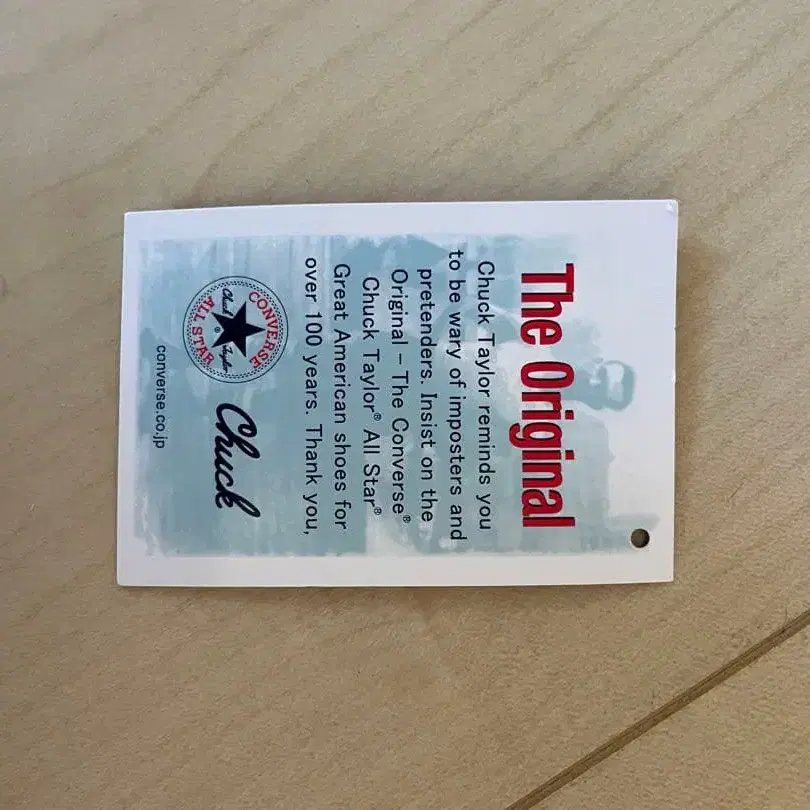 The Original
Chuck Taylor reminds you
to be wary of imposters and
pretenders. Insist on the
Original – The Converse®
Chuck Taylor® All Star®
Great American shoes for
over 100 years. Thank you,
CONVERSE
Chuck Taylor
®
ALL STAR
Chuck
converse.co.jp